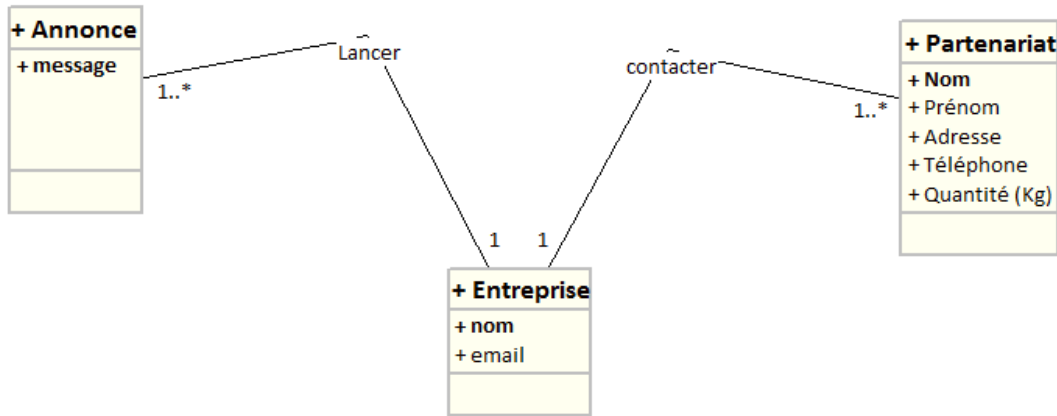 + Annonce
+ message
1..*
Lancer
contacter
+ Partenariat
+ Nom
+ Prénom
+ Adresse
+ Téléphone
+ Quantité (Kg)
1..*
1
1
+ Entreprise
+ nom
+ email